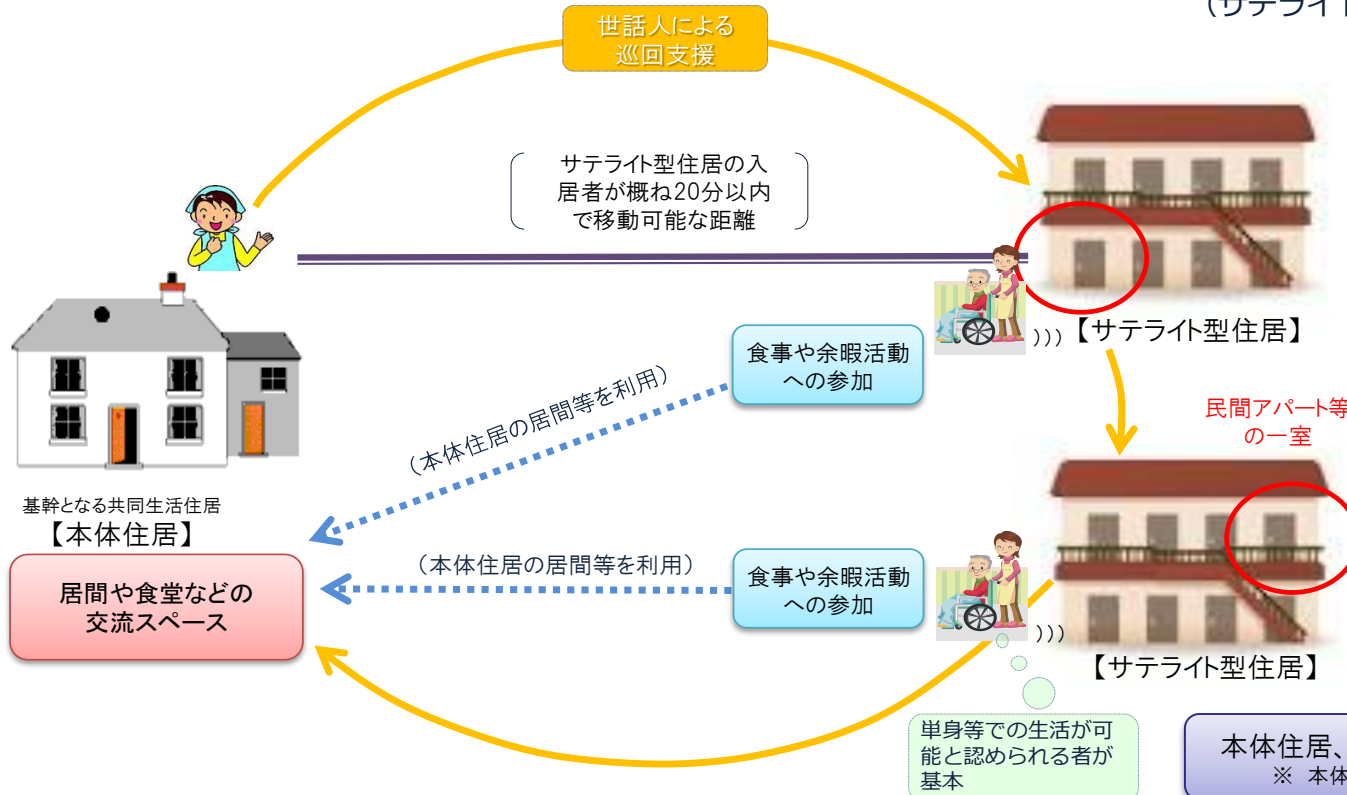 (サテライト
世話人による
巡回支援
サテライト型住居の入
居者が概ね20分以内
で移動可能な距離
))) 【サテライト型住居】
食事や余暇活動
への参加
(本体住居の居間等を利用)
民間アパート等
の一室
基幹となる共同生活住居
【本体住居】
居間や食堂などの
交流スペース
(本体住居の居間等を利用)
食事や余暇活動
への参加
)))
【サテライト型住居】
単身等での生活が可
能と認められる者が
基本
本体住居、
※ 本体